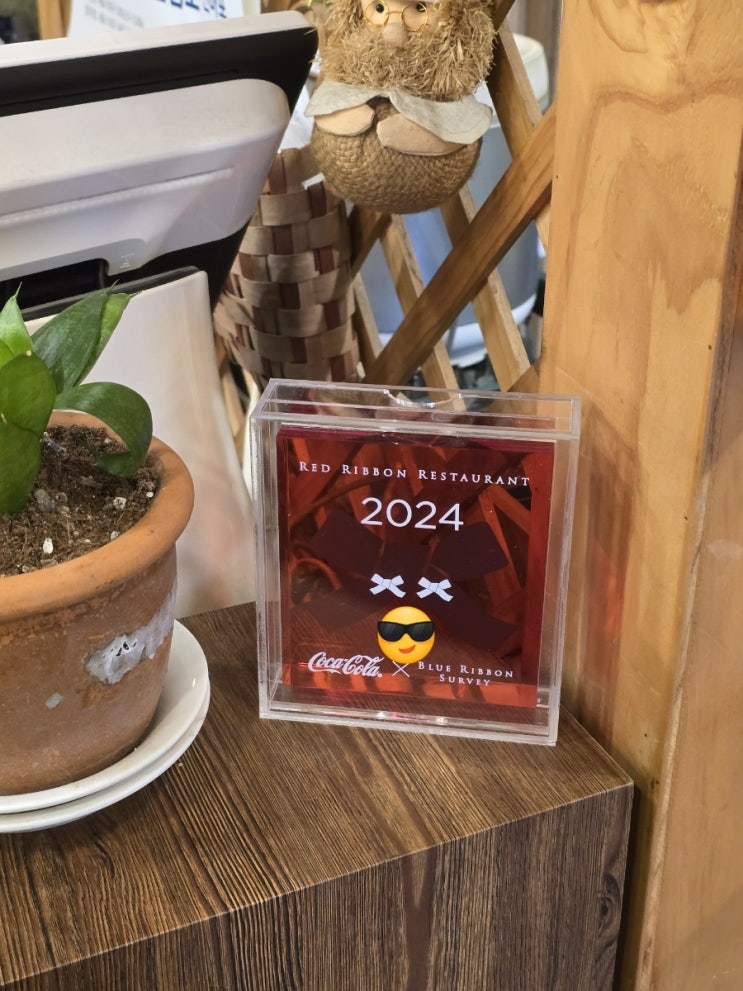 RED RIBBON RESTAURANT
2024
Coca-Cola × BLUE RIBBON
SURVEY